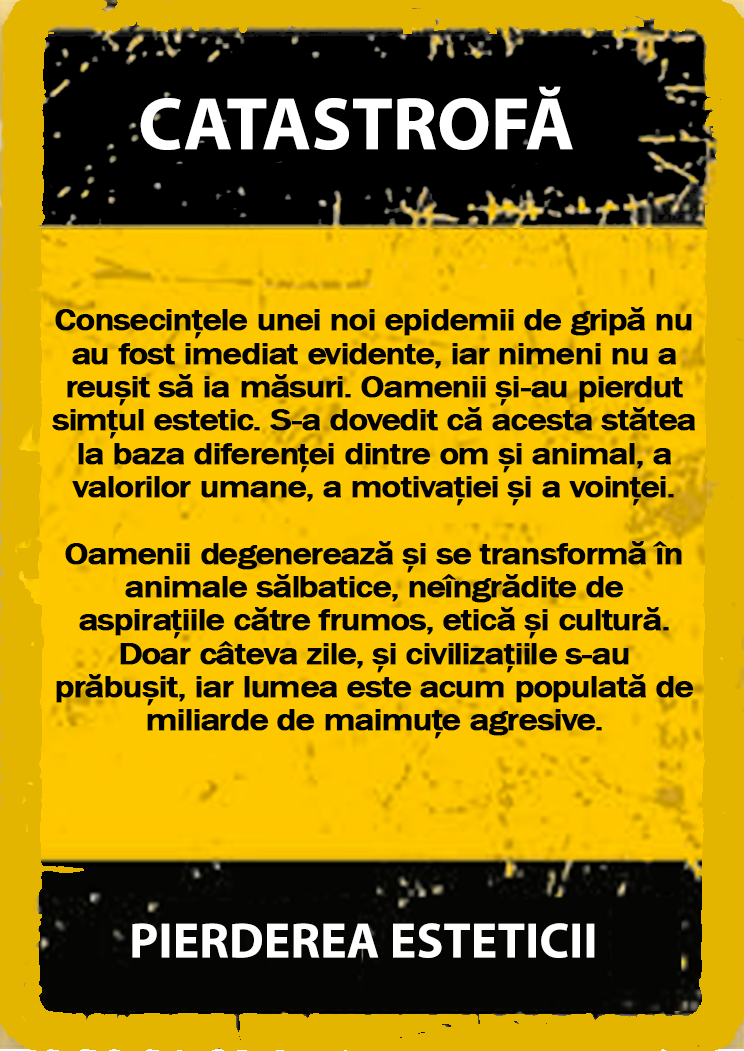 CATASTROFĂ
Consecințele unei noi epidemii de gripă nu
au fost imediat evidente, iar nimeni nu a
reușit să ia măsuri. Oamenii și-au pierdut
simțul estetic. S-a dovedit că acesta stătea
la baza diferenței dintre om și animal, a
valorilor umane, a motivației și a voinței.
Oamenii degenerează și se transformă în
animale sălbatice, neîngrădite de
aspirațiile către frumos, etică și cultură.
Doar câteva zile, și civilizațiile s-au
prăbușit, iar lumea este acum populată de
miliarde de maimuțe agresive.
PIERDEREA ESTETICII